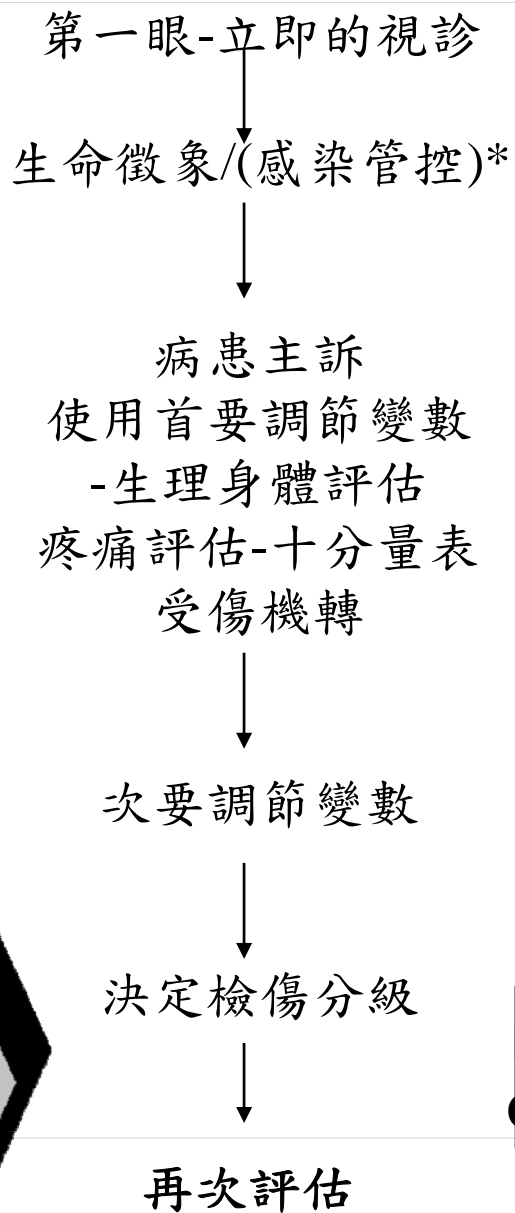 第一眼-立即的視診
生命徵象/(感染管控)*
病患主訴
使用首要調節變數
-生理身體評估
疼痛評估-十分量表
受傷機轉
次要調節變數
決定檢傷分級
再次評估